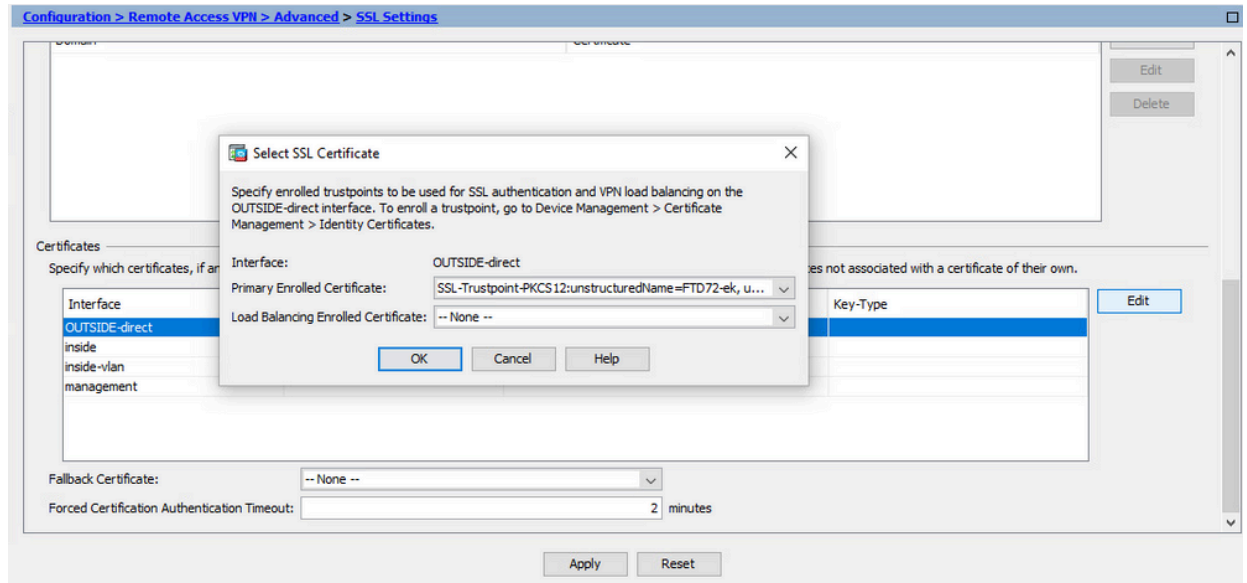 Configuration > Remote Access VPN > Advanced > SSL Settings
Edit
Delete
Select SSL Certificate
Specify enrolled trustpoints to be used for SSL authentication and VPN load balancing on the
OUTSIDE-direct interface. To enroll a trustpoint, go to Device Management > Certificate
Management > Identity Certificates.
Interface: OUTSIDE-direct
Primary Enrolled Certificate: SSL-Trustpoint-PKCS12:unstructuredName=FTD72-ek, u...
Load Balancing Enrolled Certificate: -- None --
OK Cancel Help
Certificates
Specify which certificates, if an es not associated with a certificate of their own.
Interface Key-Type Edit
OUTSIDE-direct
inside
inside-vlan
management
Fallback Certificate: -- None --
Forced Certification Authentication Timeout: 2 minutes
Apply Reset